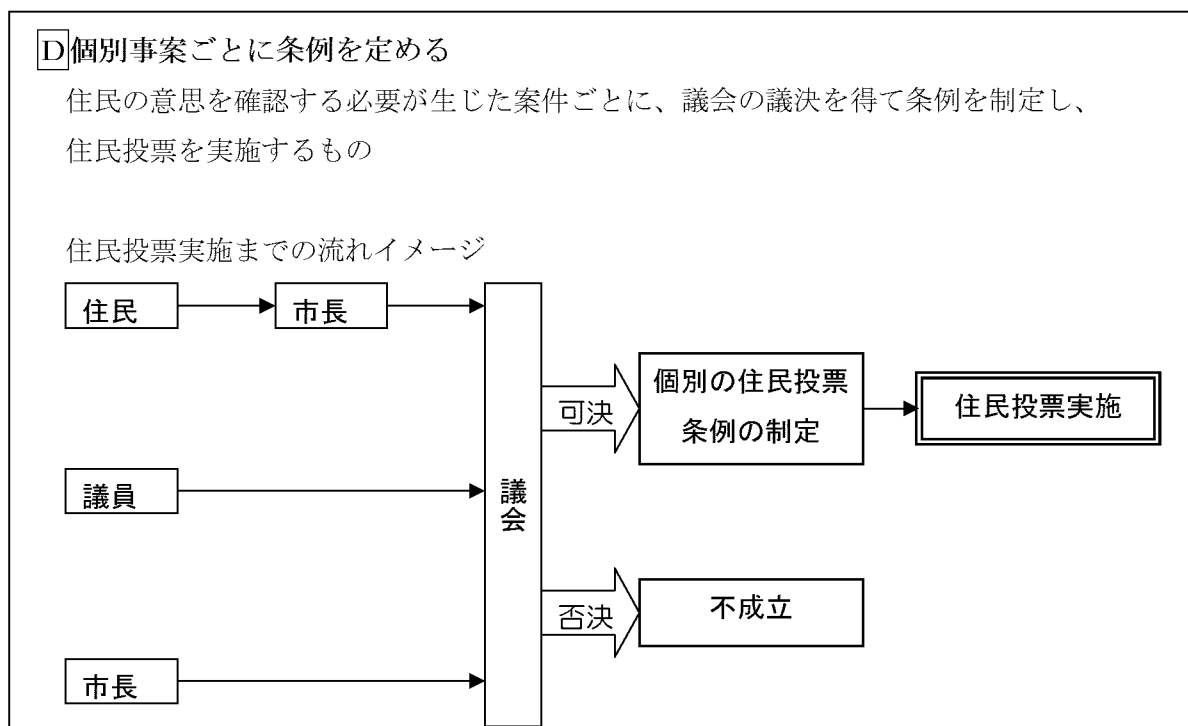 D個別事案ごとに条例を定める
住民の意思を確認する必要が生じた案件ごとに、議会の議決を得て条例を制定し、
住民投票を実施するもの
住民投票実施までの流れイメージ
住民
市長
議員
市長
議会
可決
個別の住民投票
条例の制定
住民投票実施
否決
不成立